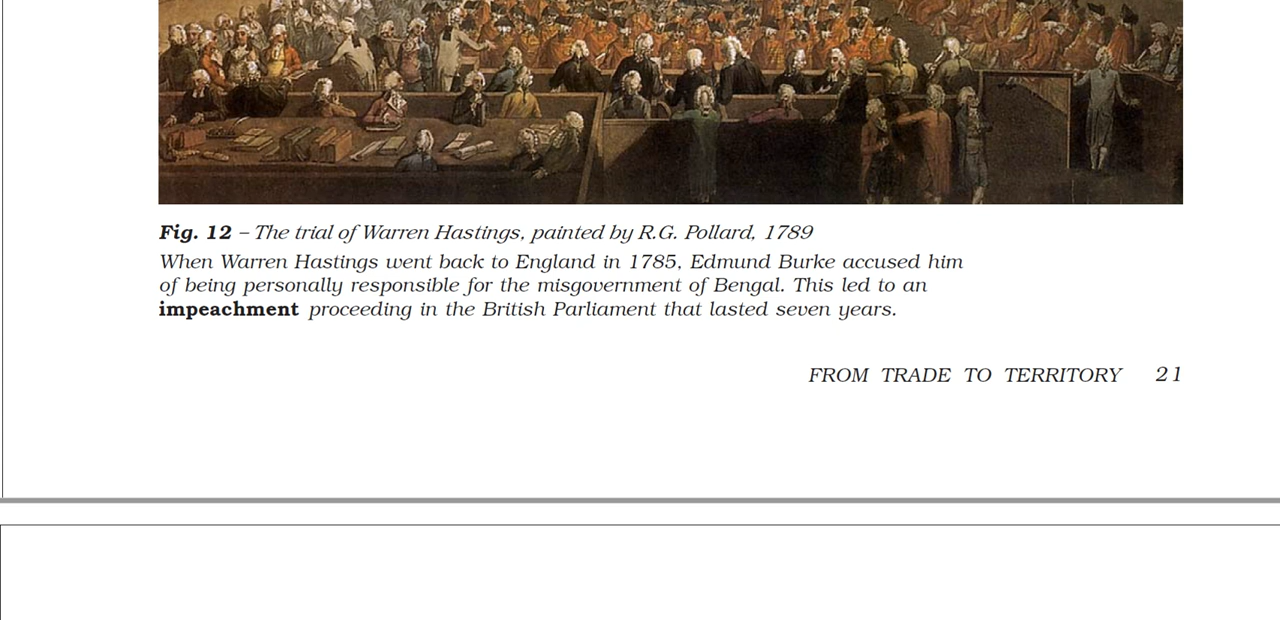 Fig. 12 – The trial of Warren Hastings, painted by R.G. Pollard, 1789
When Warren Hastings went back to England in 1785, Edmund Burke accused him
of being personally responsible for the misgovernment of Bengal. This led to an
impeachment proceeding in the British Parliament that lasted seven years.
FROM TRADE TO TERRITORY 21